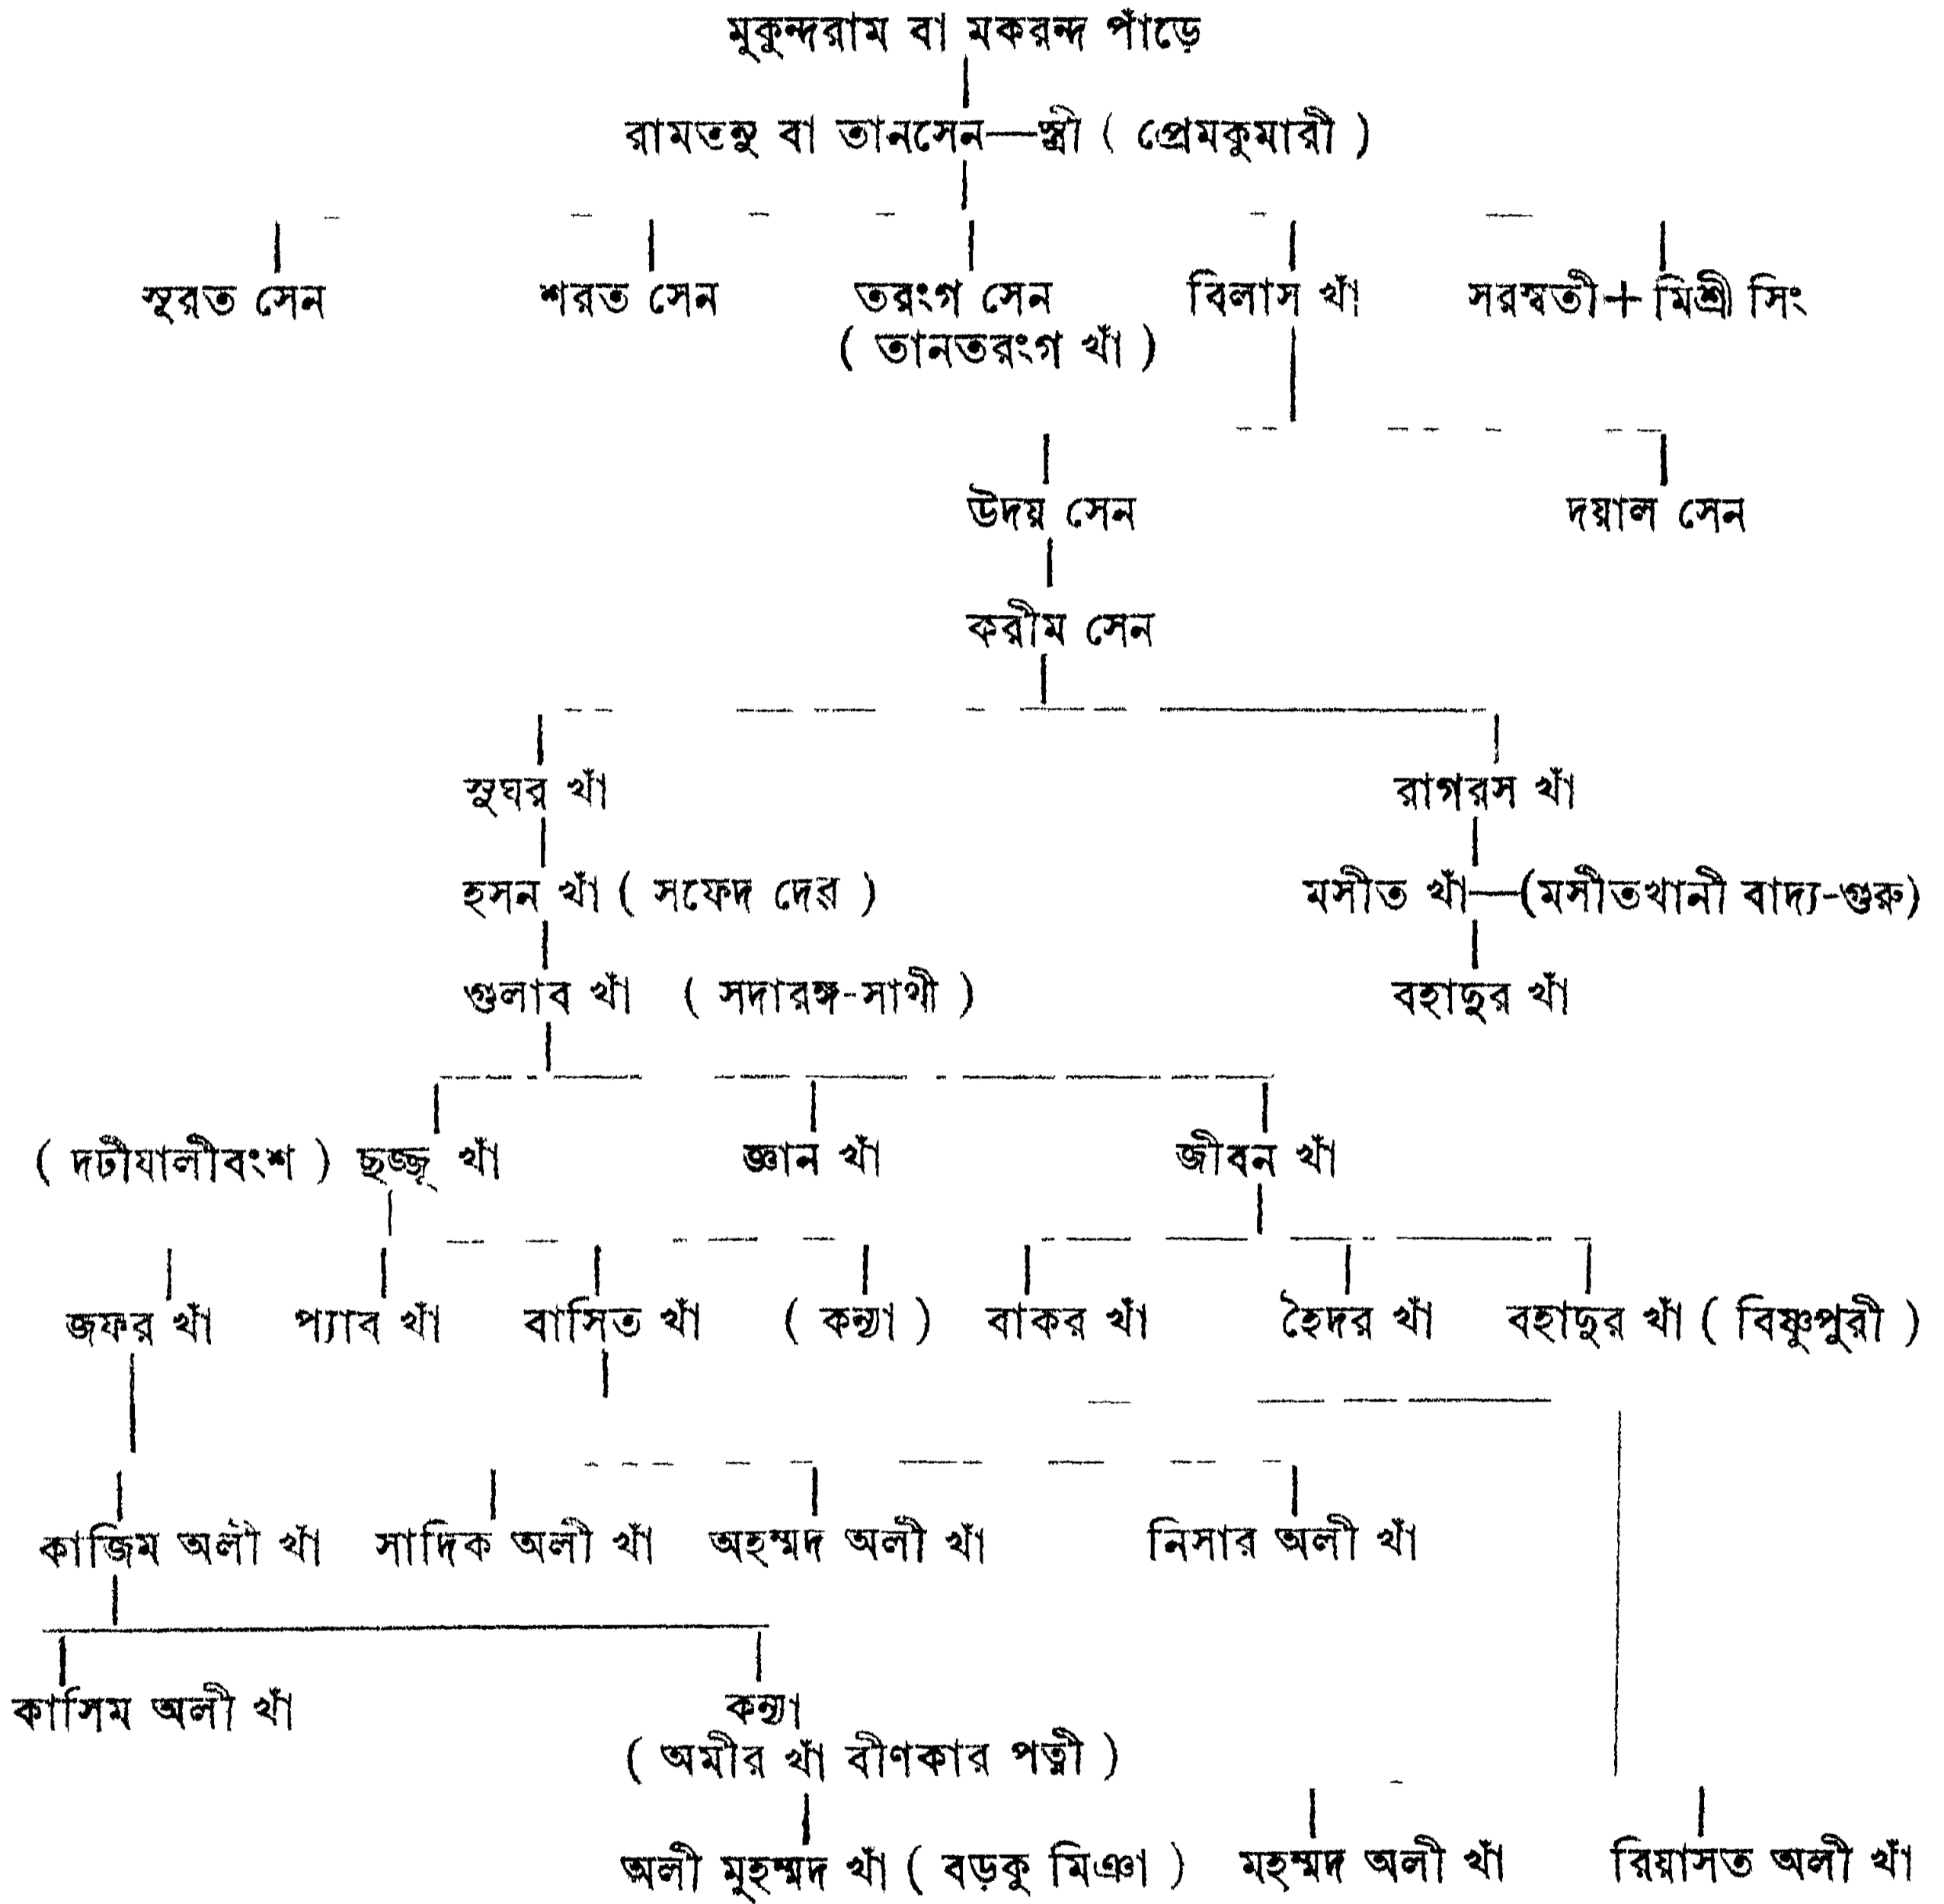 মুকুন্দরাম বা মকরন্দ পাঁড়ে
রামতনু বা তানসেন—স্ত্রী ( প্রেমকুমারী )
সুরত সেন শরত সেন তরংগ সেন বিলাস খাঁ সরস্বতী+মিশ্রী সিং
( তানতরংগ খাঁ )
উদয় সেন দয়াল সেন
করীম সেন
সুঘর খাঁ রাগরস খাঁ
হসন খাঁ ( সফেদ দেৱ ) মসীত খাঁ—(মসীতখানী বাদ্য-গুরু)
গুলাব খাঁ ( সদারঙ্গ-সাথী ) বহাদুর খাঁ
( দটীযালীবংশ ) ছজ্জূ খাঁ জ্ঞান খাঁ জীবন খাঁ
জফর খাঁ প্যাব খাঁ বাসিত খাঁ ( কন্যা ) বাকর খাঁ হৈদর খাঁ বহাদুর খাঁ ( বিষ্ণুপুরী )
কাজিম অলী খাঁ সাদিক অলী খাঁ অহম্মদ অলী খাঁ নিসার অলী খাঁ
কাসিম অলী খাঁ কন্যা
( অমীর খাঁ বীণকার পত্নী )
অলী মুহম্মদ খাঁ ( বড়কু মিঞা ) মহম্মদ অলী খাঁ রিয়াসত অলী খাঁ